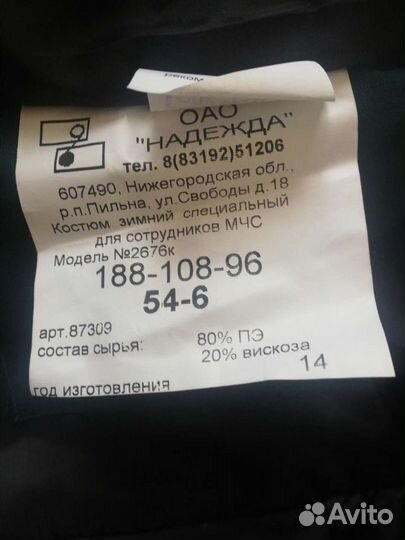 реком
ОАО
"НАДЕЖДА"
тел. 8(83192)51206
607490, Нижегородская обл.,
р.п.Пильна, ул.Свободы д.18
Костюм зимний специальный
для сотрудников МЧС
Модель №2676к
188-108-96
54-6
арт.87309
состав сырья: 80% ПЭ
20% вискоза
14
год изготовления
Avito